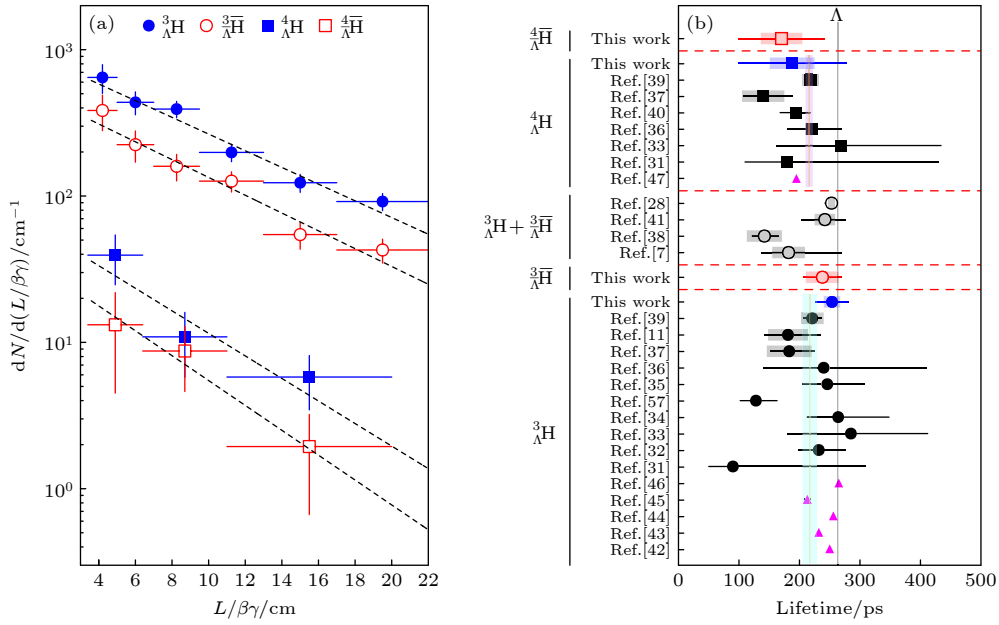 (a)
³ΛH
³Λ̅H̅
⁴ΛH
⁴Λ̅H̅
10³
10²
10¹
10⁰
dN/d(L/βγ)/cm⁻¹
4 6 8 10 12 14 16 18 20 22
L/βγ/cm
(b)
Λ
⁴Λ̅H̅
This work
⁴ΛH
This work
Ref.[39]
Ref.[37]
Ref.[40]
Ref.[36]
Ref.[33]
Ref.[31]
Ref.[47]
³ΛH + ³Λ̅H̅
Ref.[28]
Ref.[41]
Ref.[38]
Ref.[7]
³Λ̅H̅
This work
³ΛH
This work
Ref.[39]
Ref.[11]
Ref.[37]
Ref.[36]
Ref.[35]
Ref.[57]
Ref.[34]
Ref.[33]
Ref.[32]
Ref.[31]
Ref.[46]
Ref.[45]
Ref.[44]
Ref.[43]
Ref.[42]
0 100 200 300 400 500
Lifetime/ps